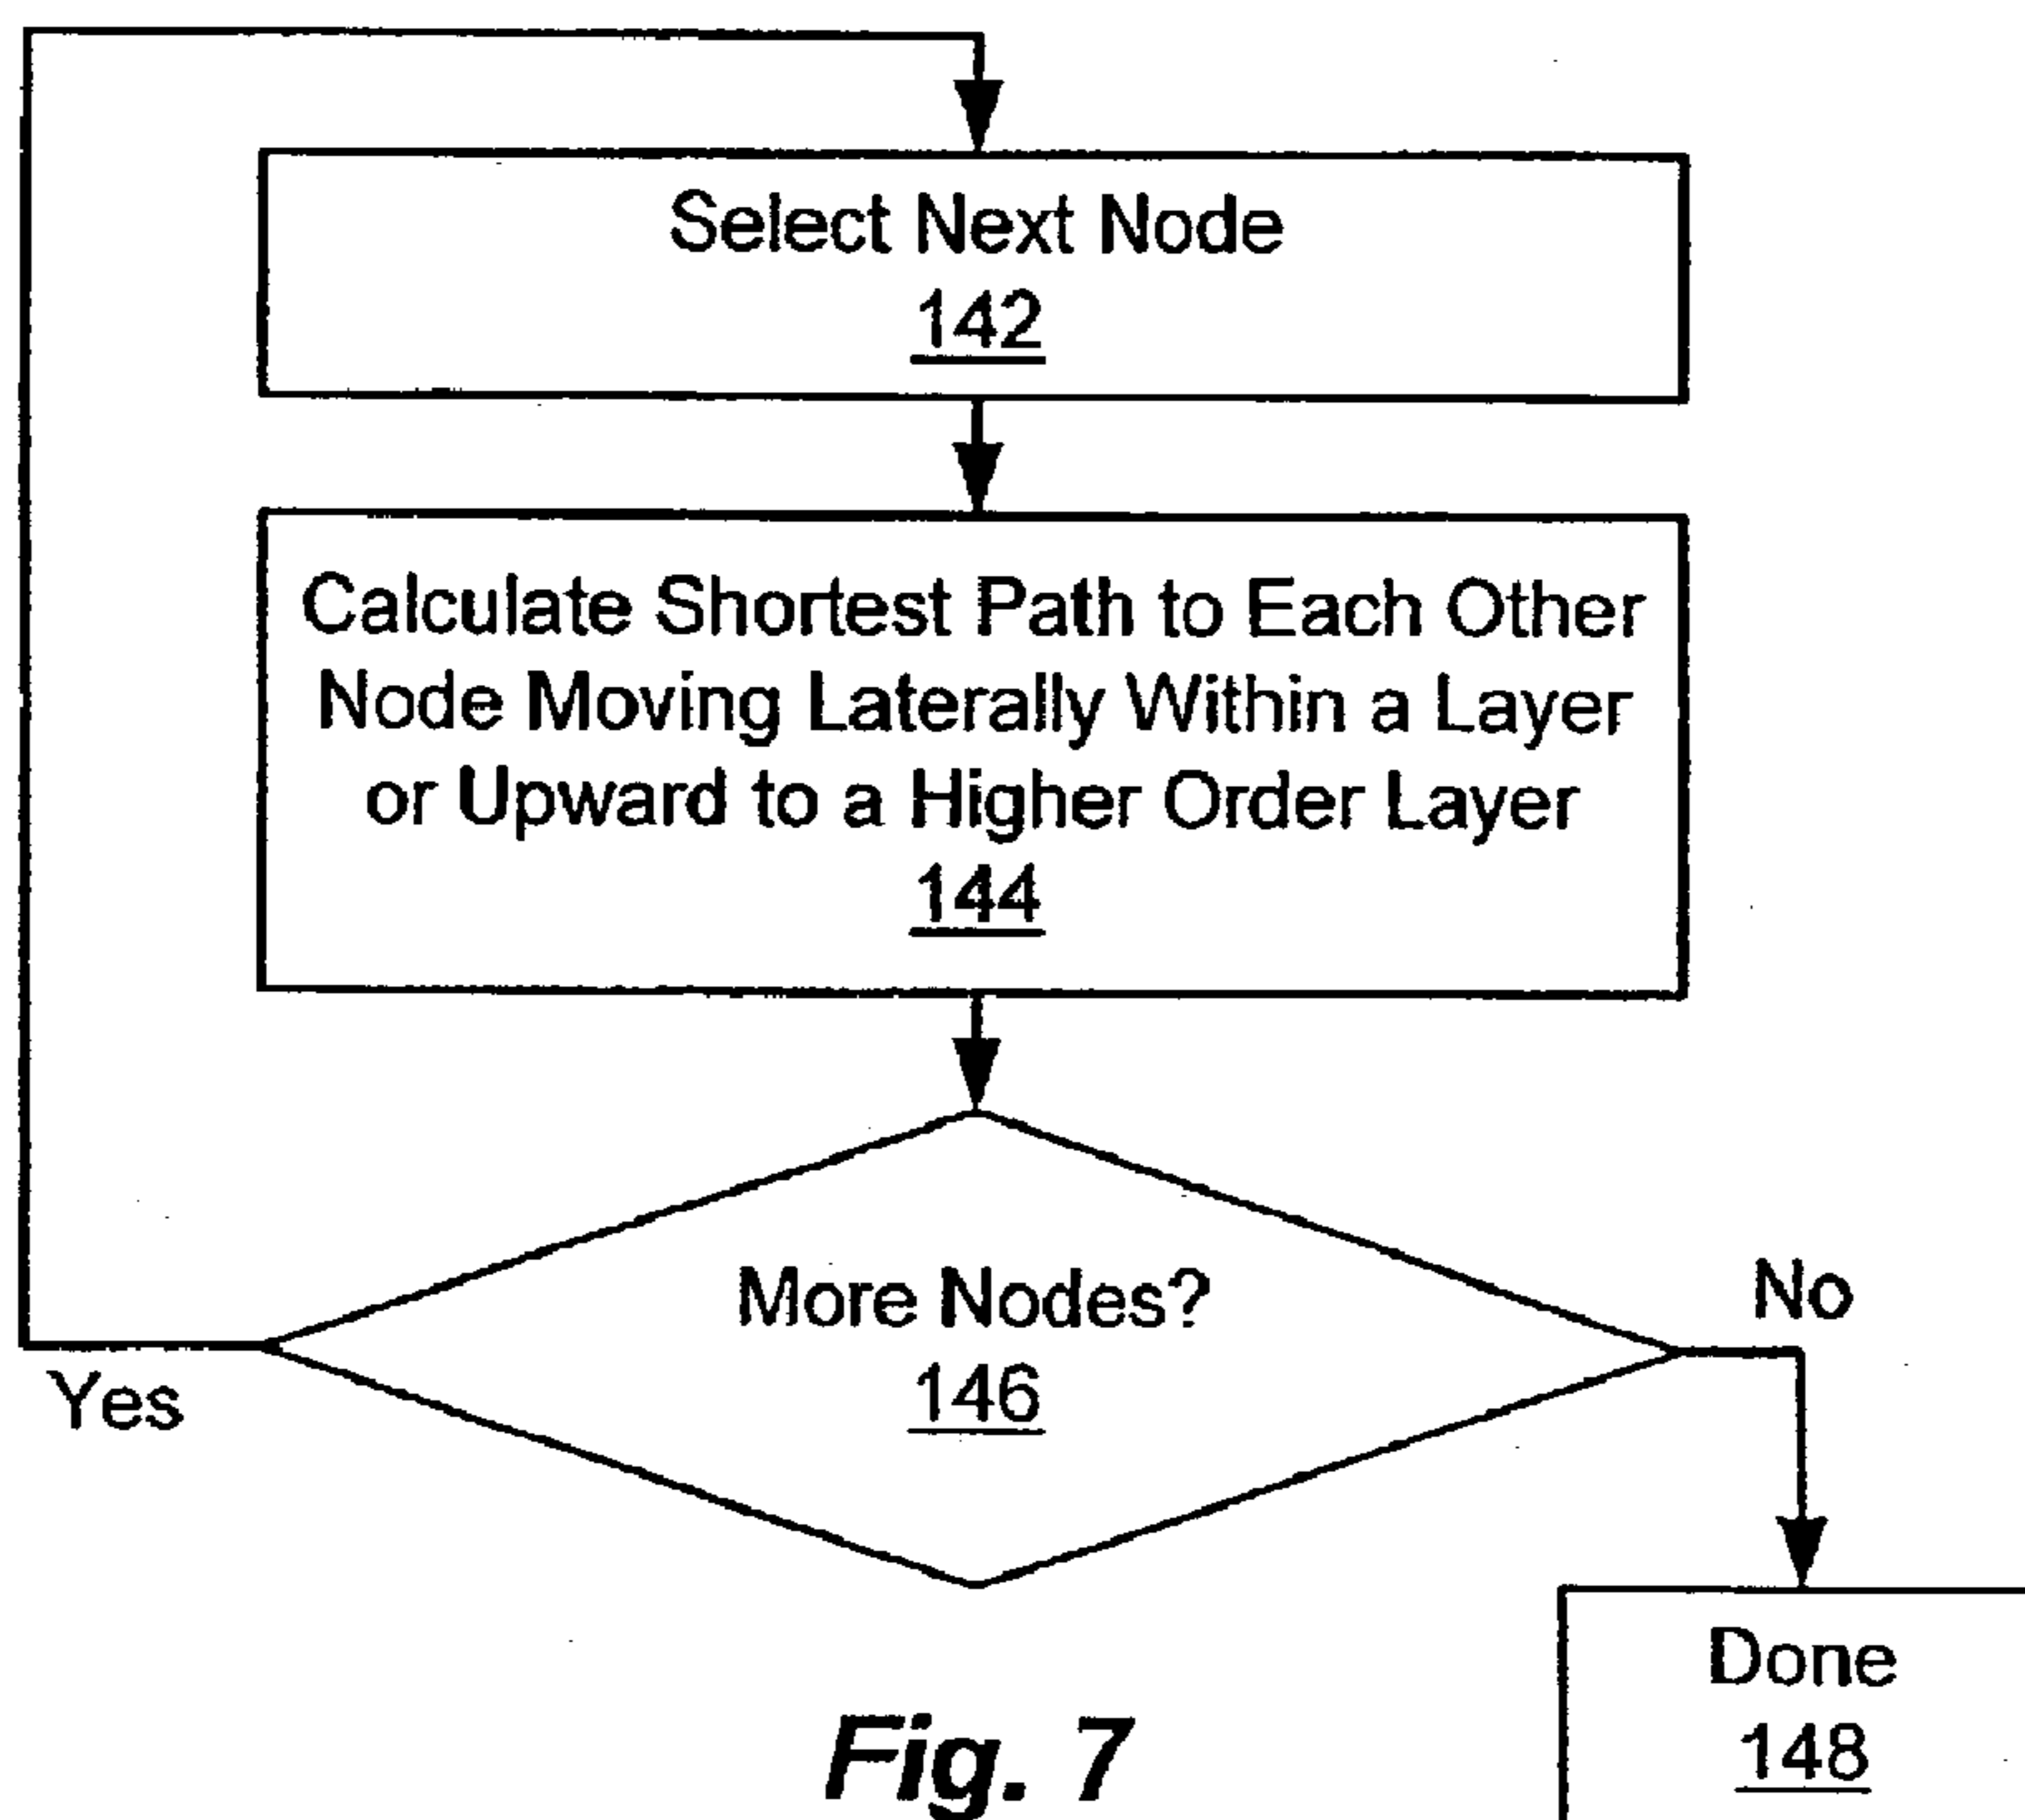 Select Next Node
142
Calculate Shortest Path to Each Other
Node Moving Laterally Within a Layer
or Upward to a Higher Order Layer
144
More Nodes?
146
Yes
No
Done
148
Fig. 7